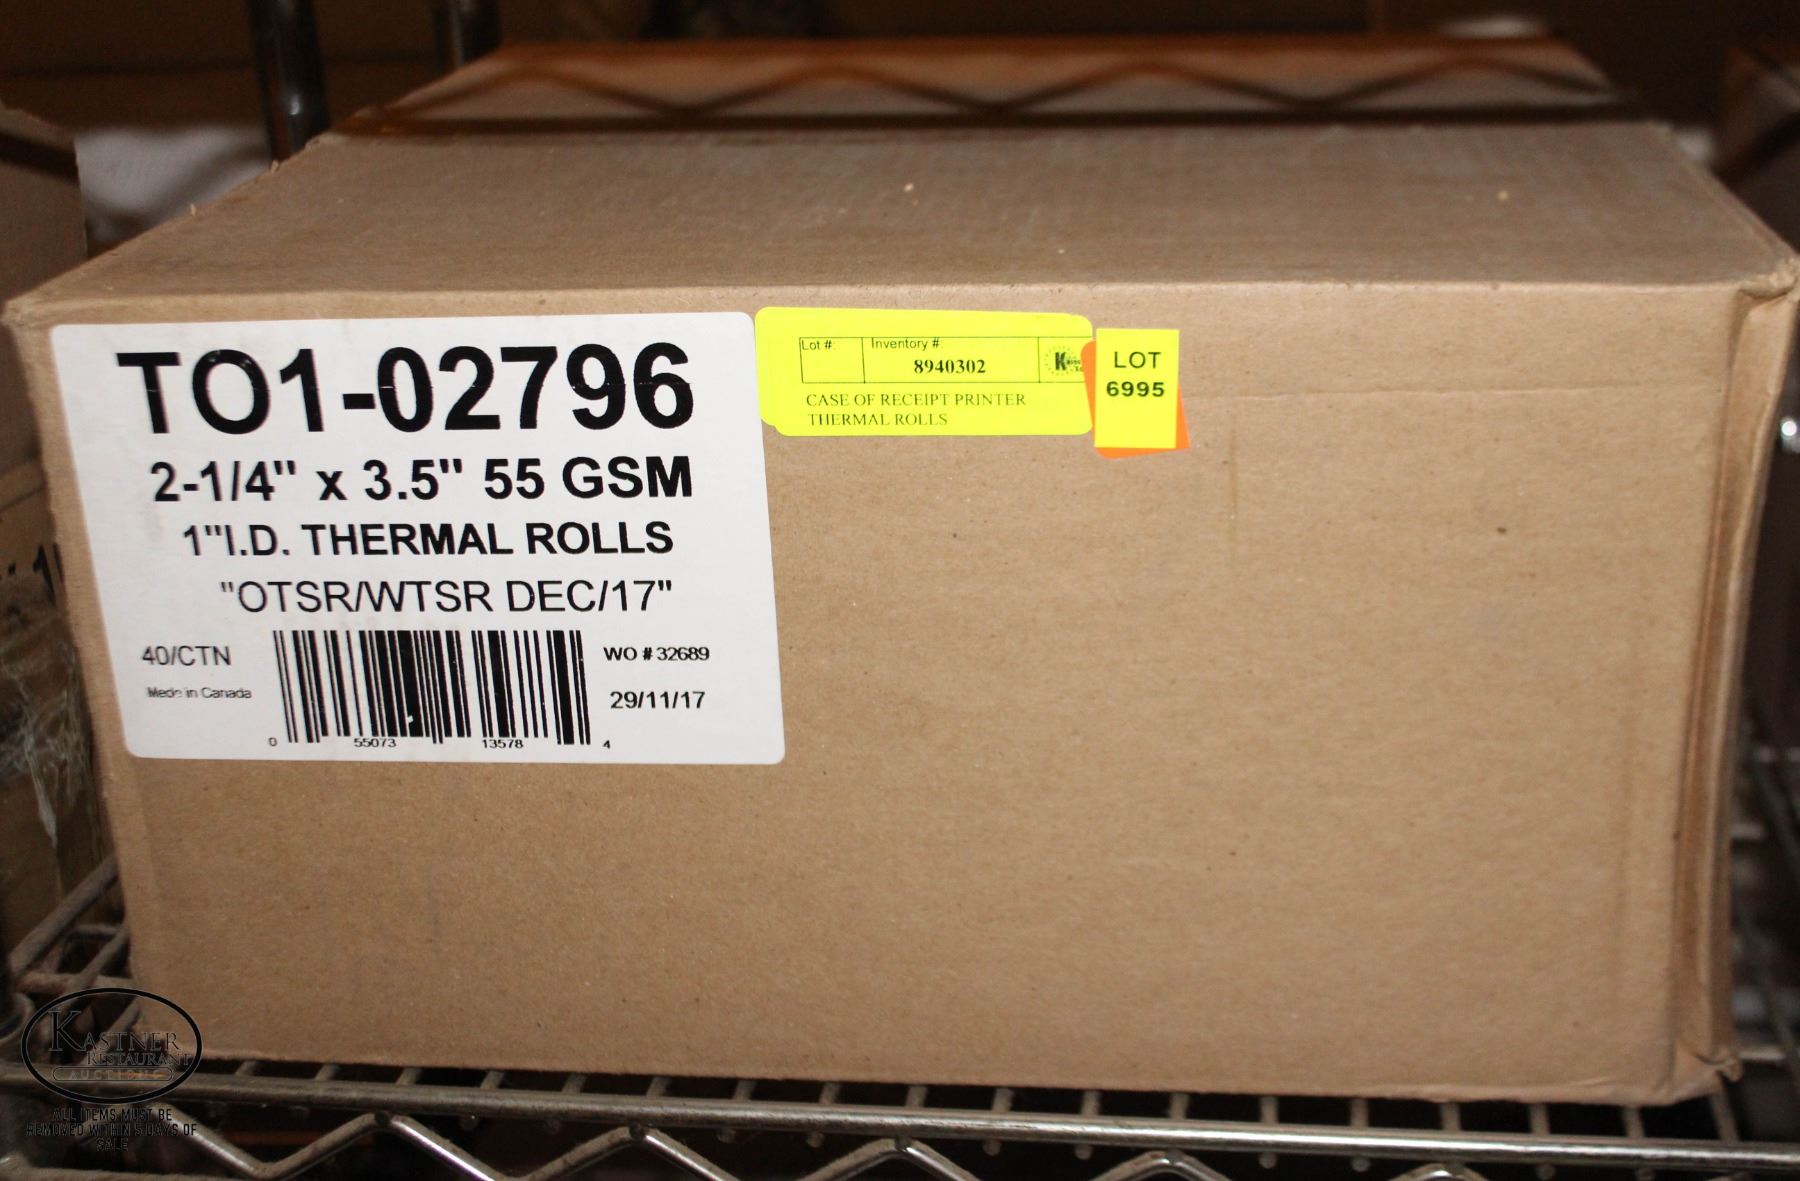 TO1-02796
2-1/4" x 3.5" 55 GSM
1"I.D. THERMAL ROLLS
"OTSR/WTSR DEC/17"
40/CTN
WO # 32689
Made in Canada
29/11/17
0 55073 13578 4
Lot #:
Inventory #:
8940302
CASE OF RECEIPT PRINTER
THERMAL ROLLS
LOT
6995
KASTNER
RESTAURANT
AUCTIONS
ALL ITEMS MUST BE
REMOVED WITHIN 5 DAYS OF
SALE